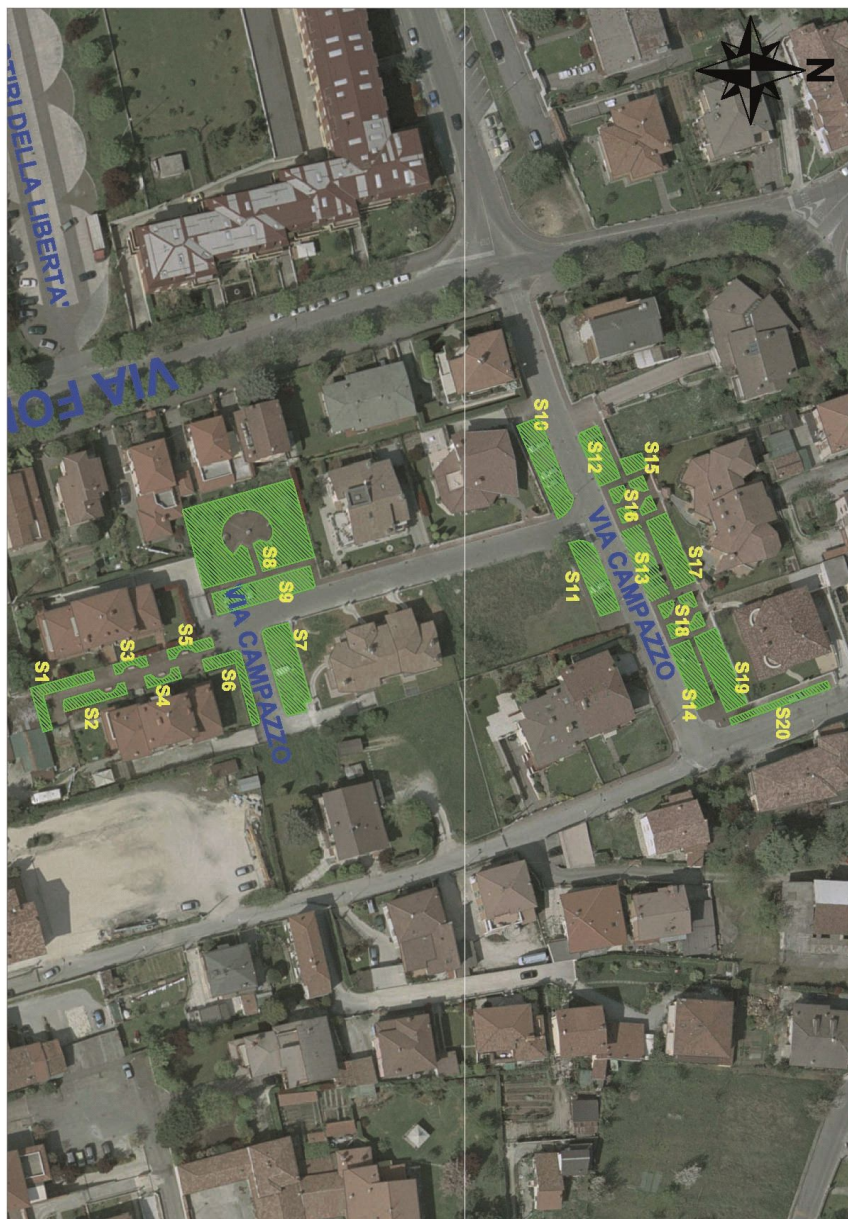 N
TIRI DELLA LIBERTA'
VIA FO
S10
S15
S12
S16
S17
VIA CAMPAZZO
S13
S11
S8
S9
S18
VIA CAMPAZZO
S7
S19
S14
S20
S5
S3
S6
S1
S4
S2